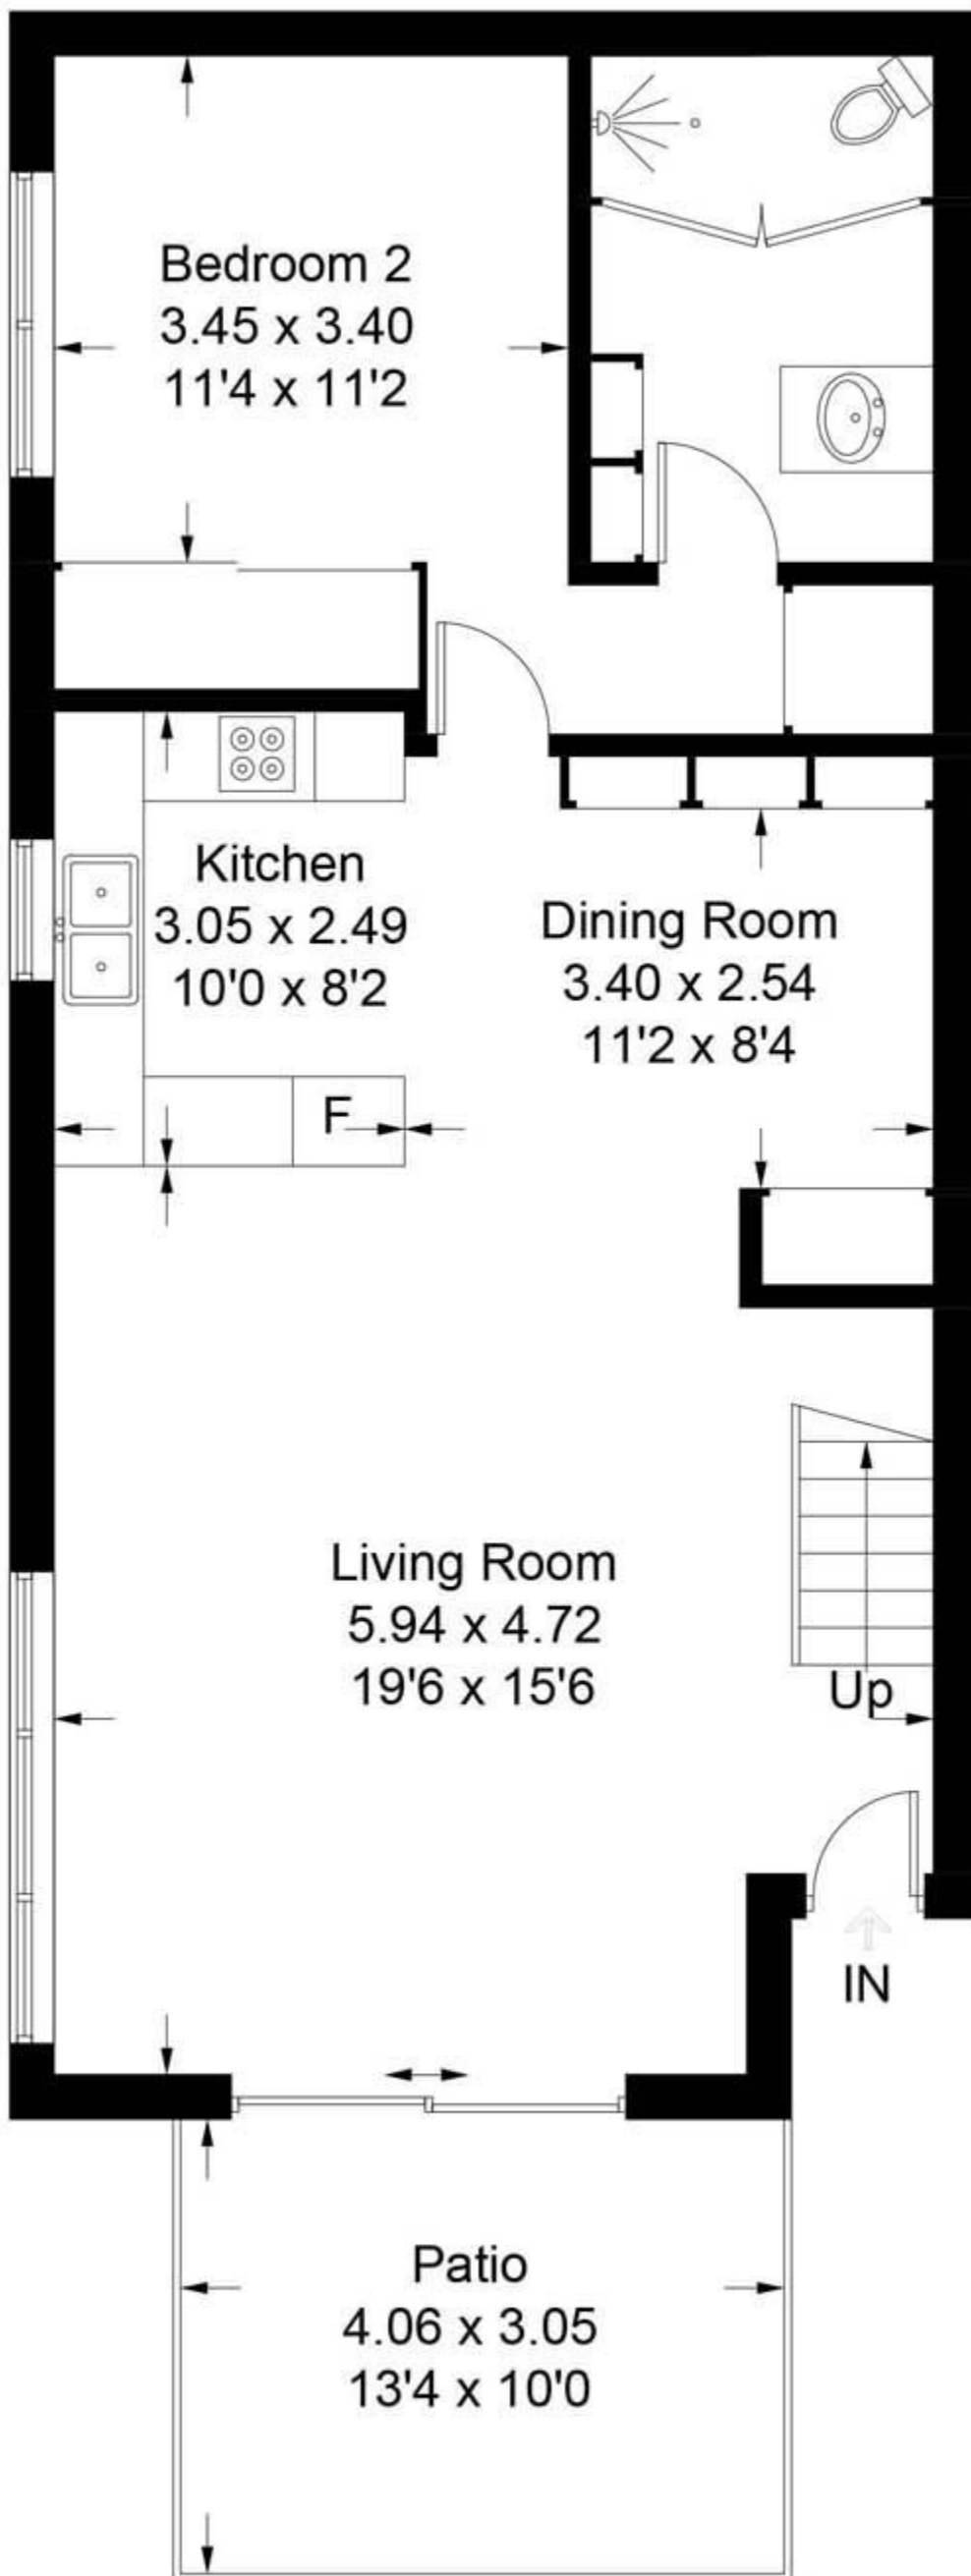 Bedroom 2
3.45 x 3.40
11'4 x 11'2
Kitchen
3.05 x 2.49
10'0 x 8'2
Dining Room
3.40 x 2.54
11'2 x 8'4
F
Living Room
5.94 x 4.72
19'6 x 15'6
Up
IN
Patio
4.06 x 3.05
13'4 x 10'0